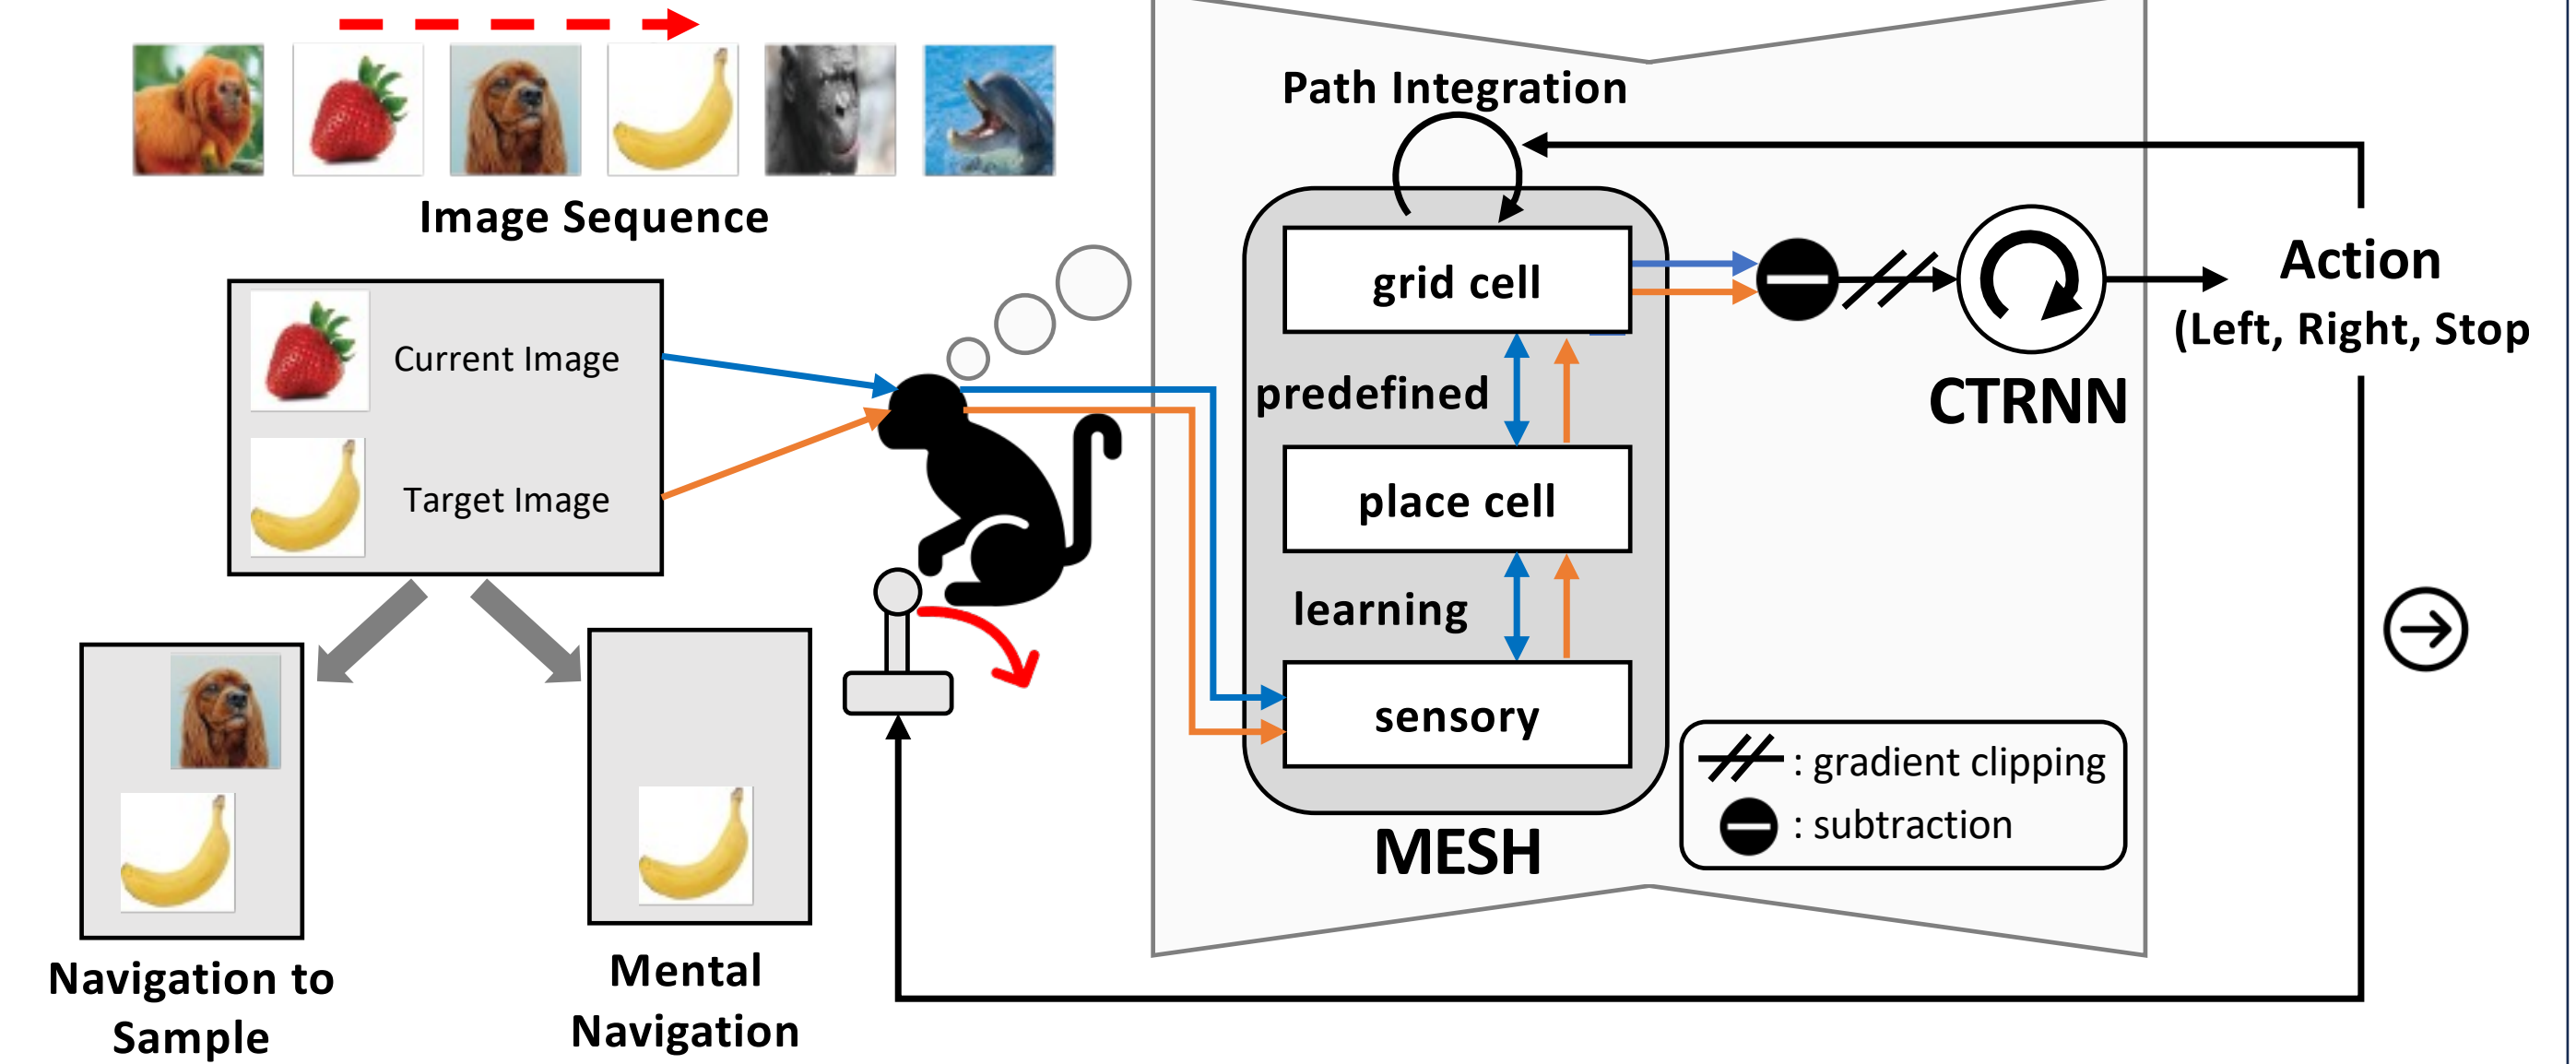 Image Sequence
Current Image
Target Image
Navigation to
Sample
Mental
Navigation
Path Integration
grid cell
predefined
place cell
learning
sensory
MESH
CTRNN
Action
(Left, Right, Stop
: gradient clipping
: subtraction